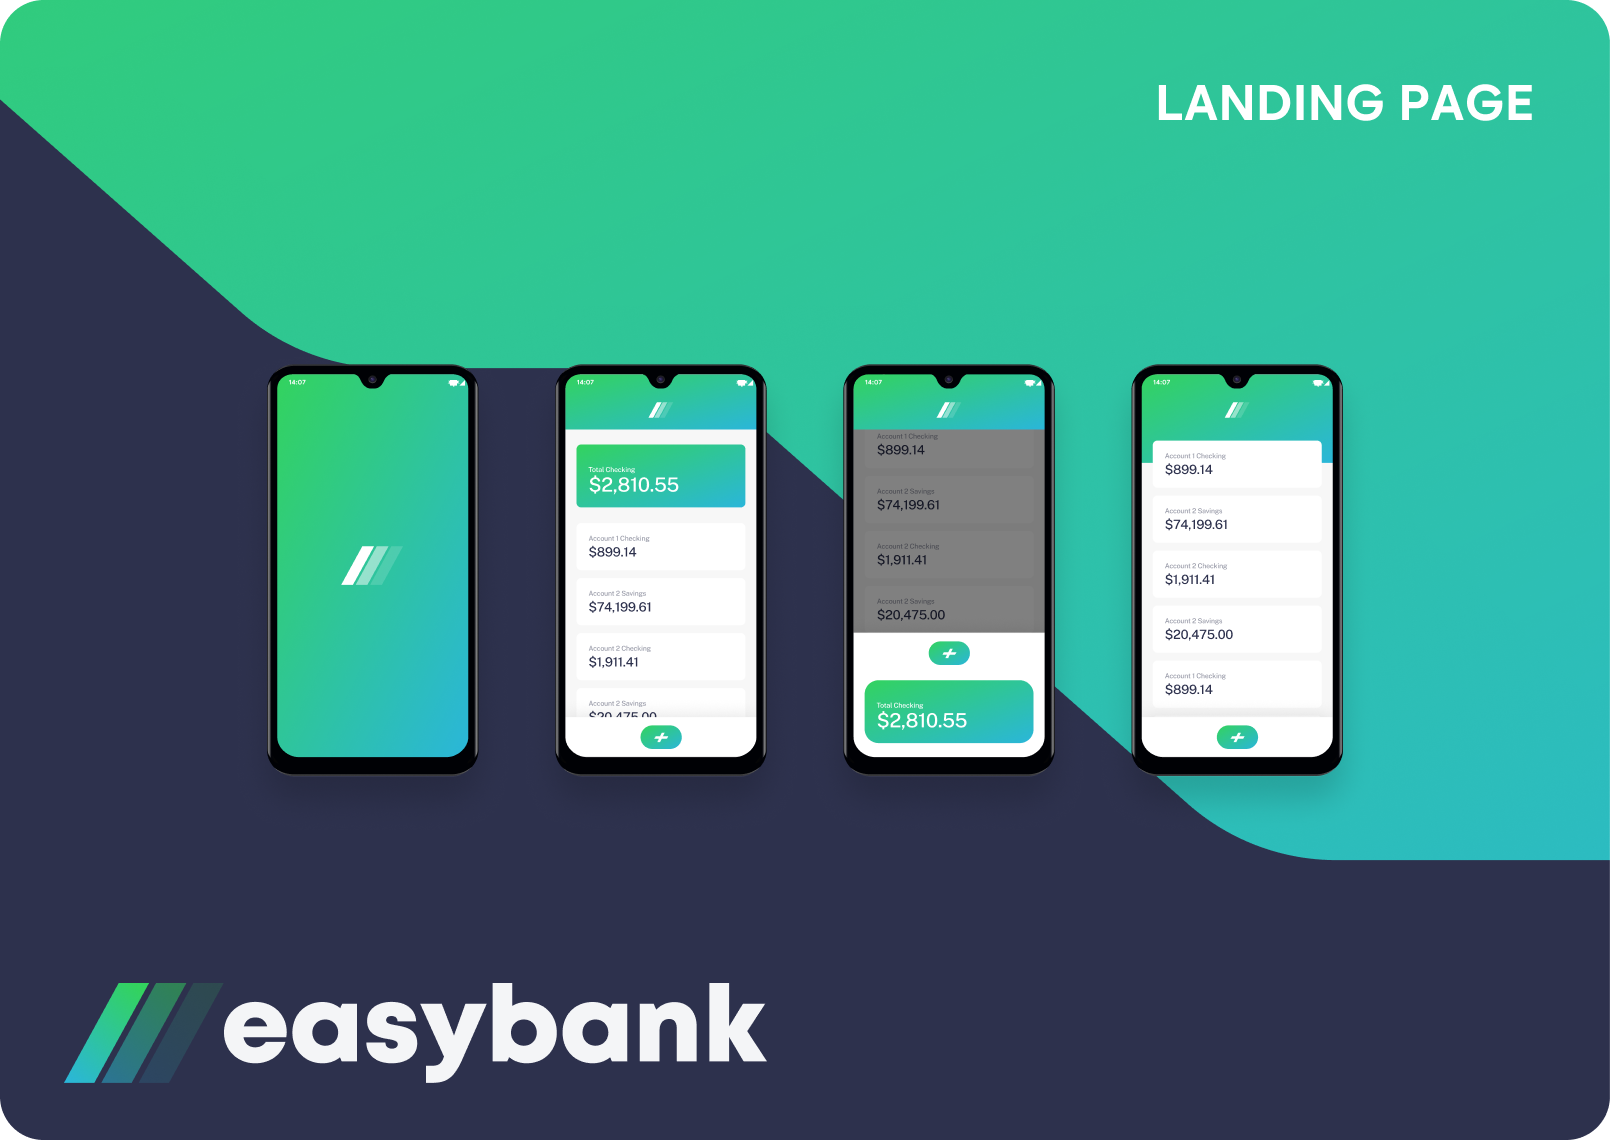 LANDING PAGE
14:07
14:07
Total Checking
$2,810.55
Account 1 Checking
$899.14
Account 2 Savings
$74,199.61
Account 2 Checking
$1,911.41
Account 2 Savings
$20,475.00
14:07
Account 1 Checking
$899.14
Account 2 Savings
$74,199.61
Account 2 Checking
$1,911.41
Account 2 Savings
$20,475.00
Total Checking
$2,810.55
14:07
Account 1 Checking
$899.14
Account 2 Savings
$74,199.61
Account 2 Checking
$1,911.41
Account 2 Savings
$20,475.00
Account 1 Checking
$899.14
easybank